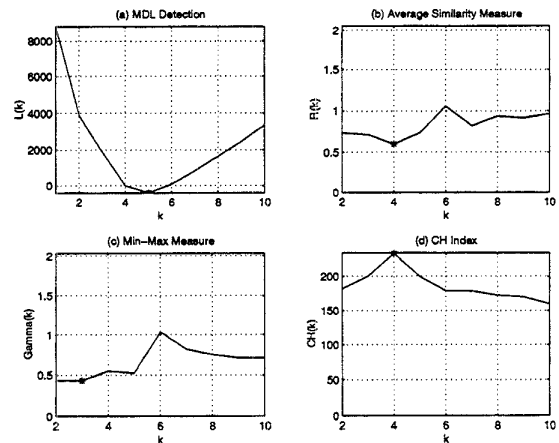 (a) MDL Detection
8000
6000
4000
2000
0
L(k)
2 4 6 8 10
k
(b) Average Similarity Measure
2
1.5
1
0.5
0
R(k)
2 4 6 8 10
k
(c) Min-Max Measure
2
1.5
1
0.5
0
Gamma(k)
2 4 6 8 10
k
(d) CH Index
200
150
100
50
0
CH(k)
2 4 6 8 10
k